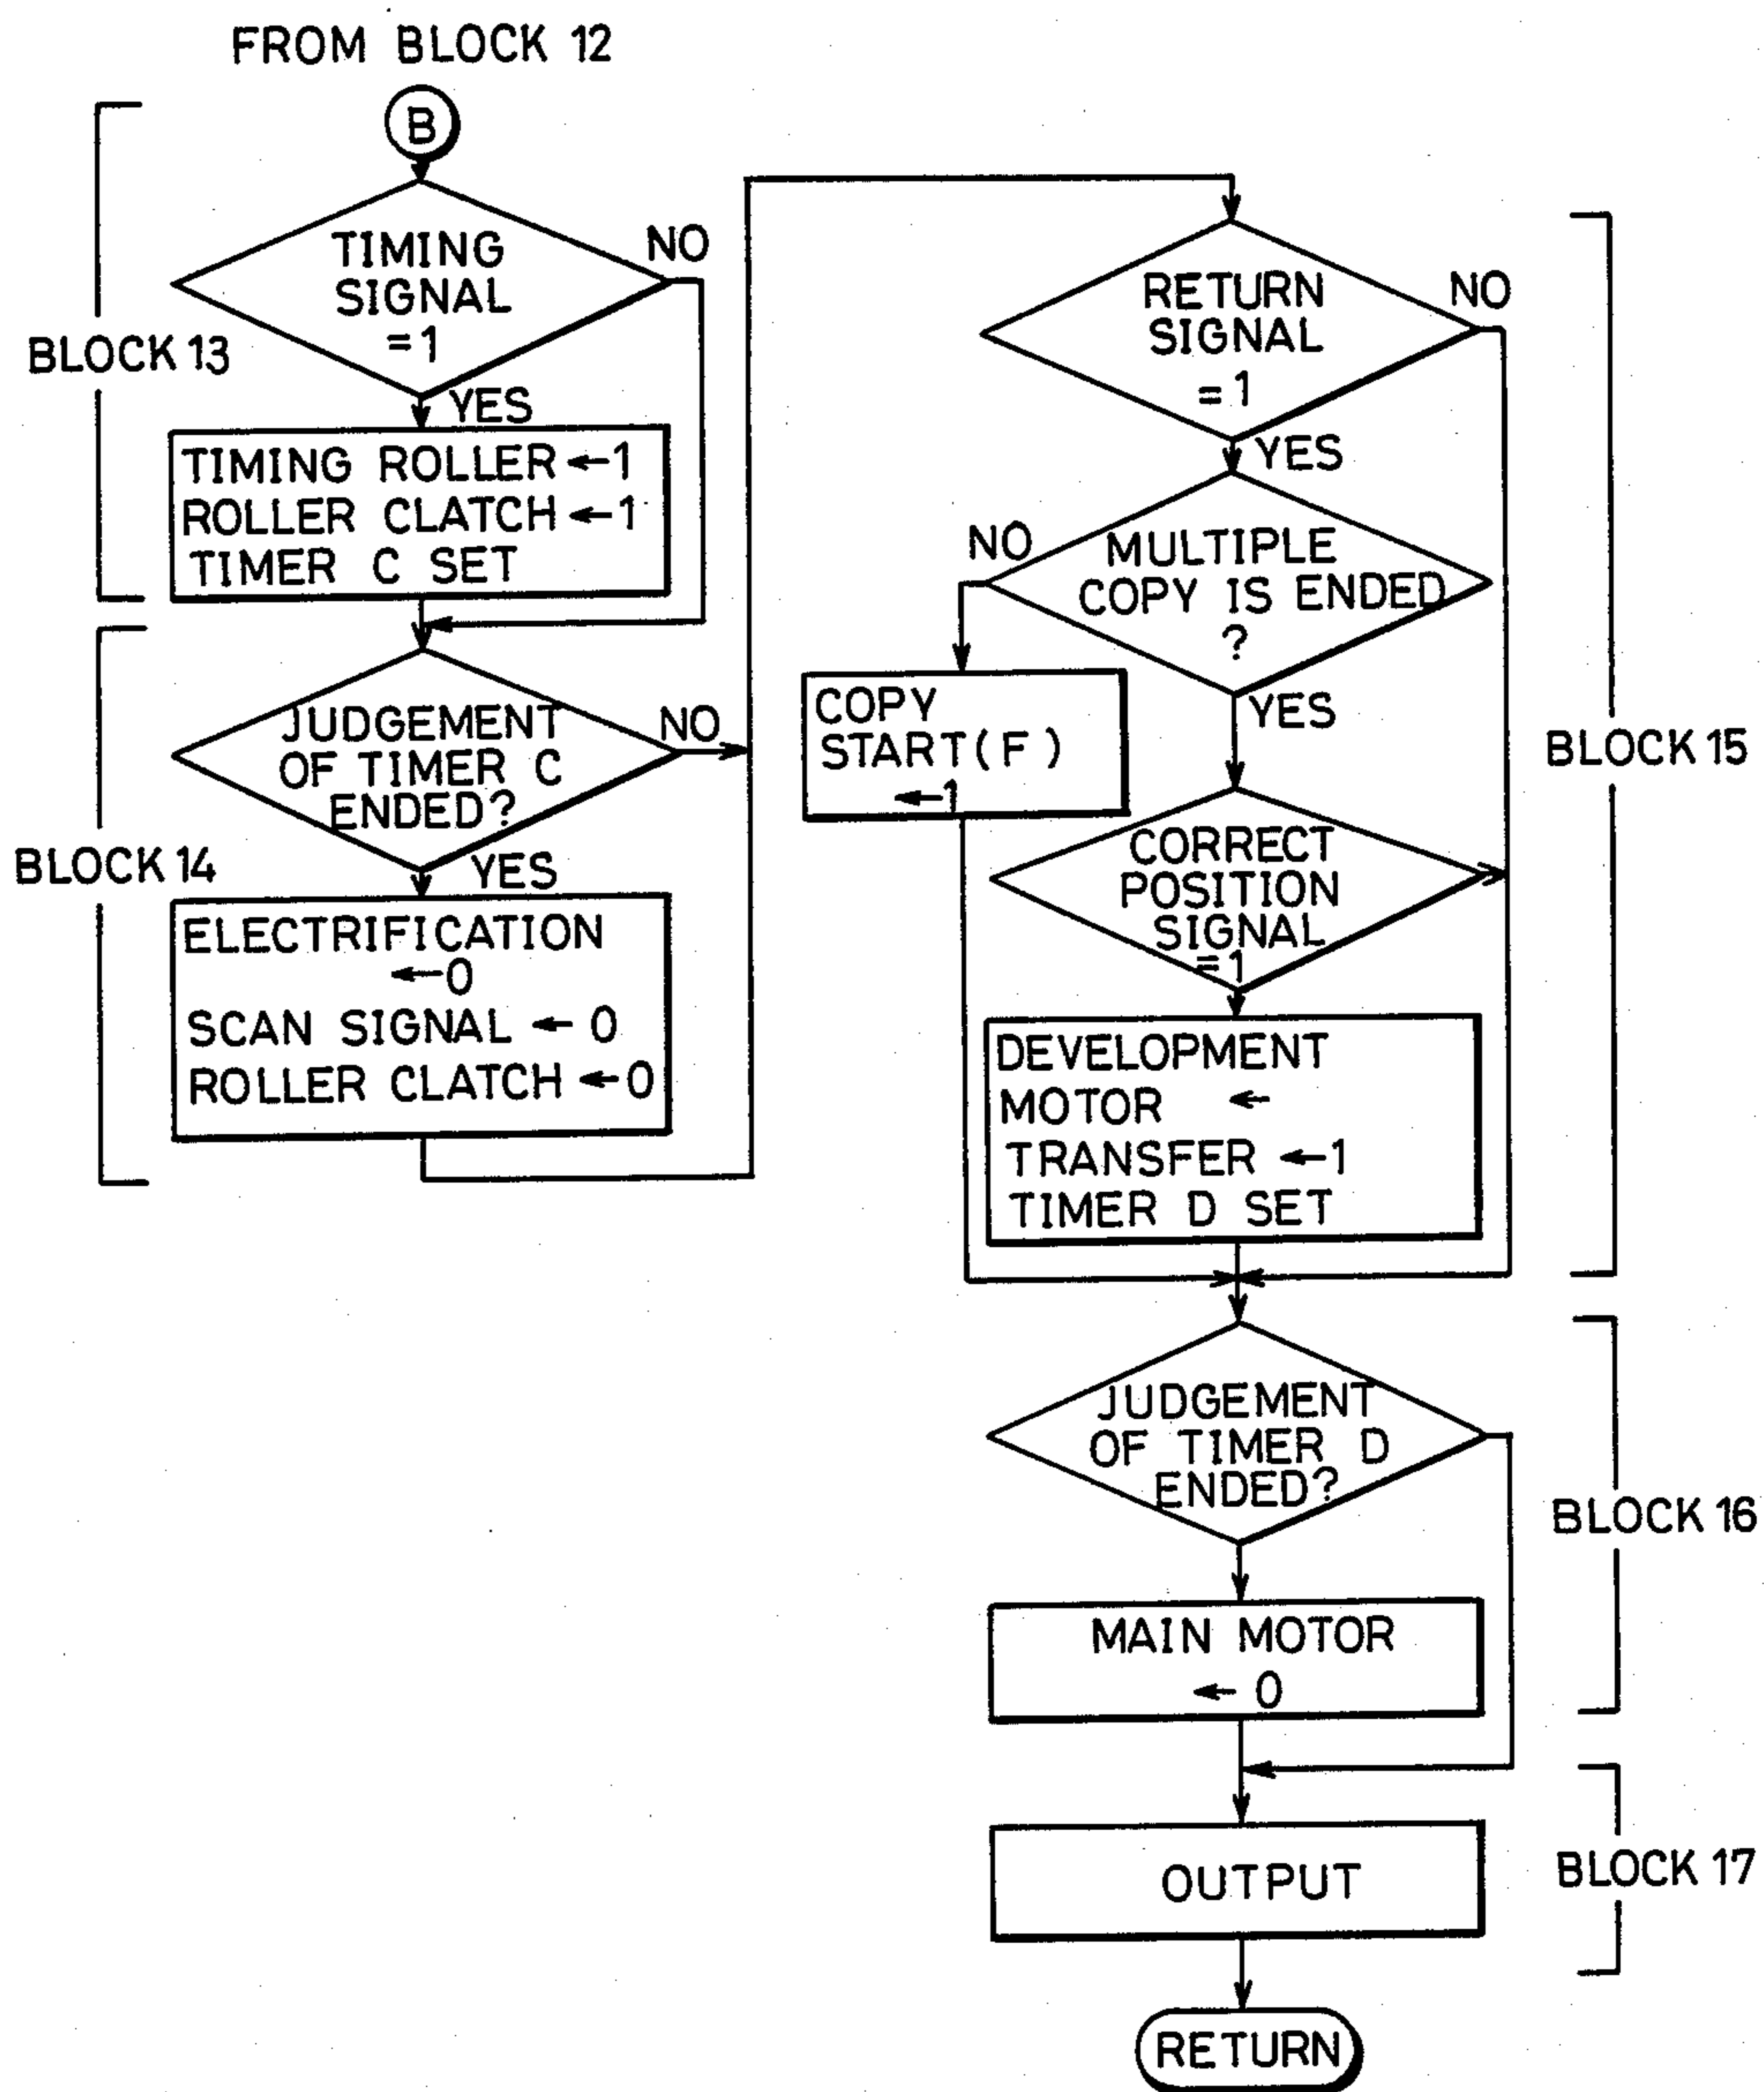 FROM BLOCK 12
B
TIMING
SIGNAL
=1
NO
YES
BLOCK 13
TIMING ROLLER ←1
ROLLER CLATCH ←1
TIMER C SET
JUDGEMENT
OF TIMER C
ENDED?
NO
YES
BLOCK 14
ELECTRIFICATION
←0
SCAN SIGNAL ← 0
ROLLER CLATCH ←0
RETURN
SIGNAL
=1
NO
YES
MULTIPLE
COPY IS ENDED
?
NO
YES
COPY
START(F)
←1
BLOCK 15
CORRECT
POSITION
SIGNAL
=1
DEVELOPMENT
MOTOR ←
TRANSFER ←1
TIMER D SET
JUDGEMENT
OF TIMER D
ENDED?
BLOCK 16
MAIN MOTOR
← 0
OUTPUT
BLOCK 17
RETURN